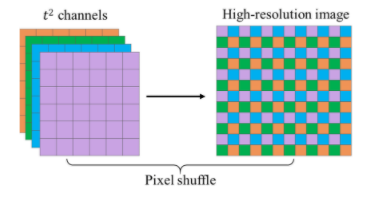 t² channels
High-resolution image
Pixel shuffle